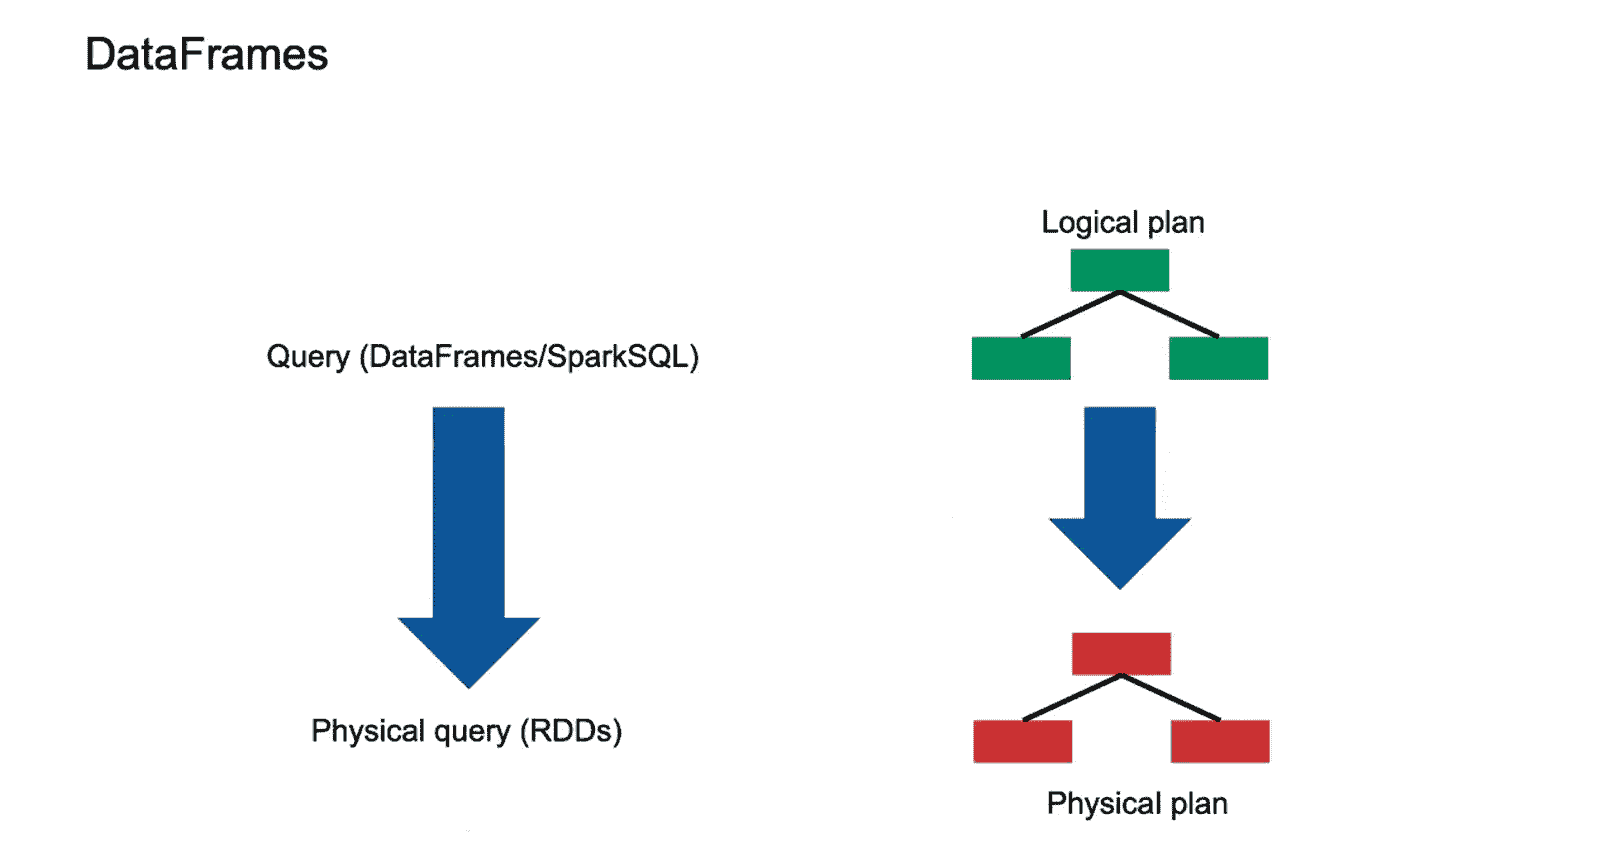 DataFrames
Logical plan
Query (DataFrames/SparkSQL)
Physical query (RDDs)
Physical plan